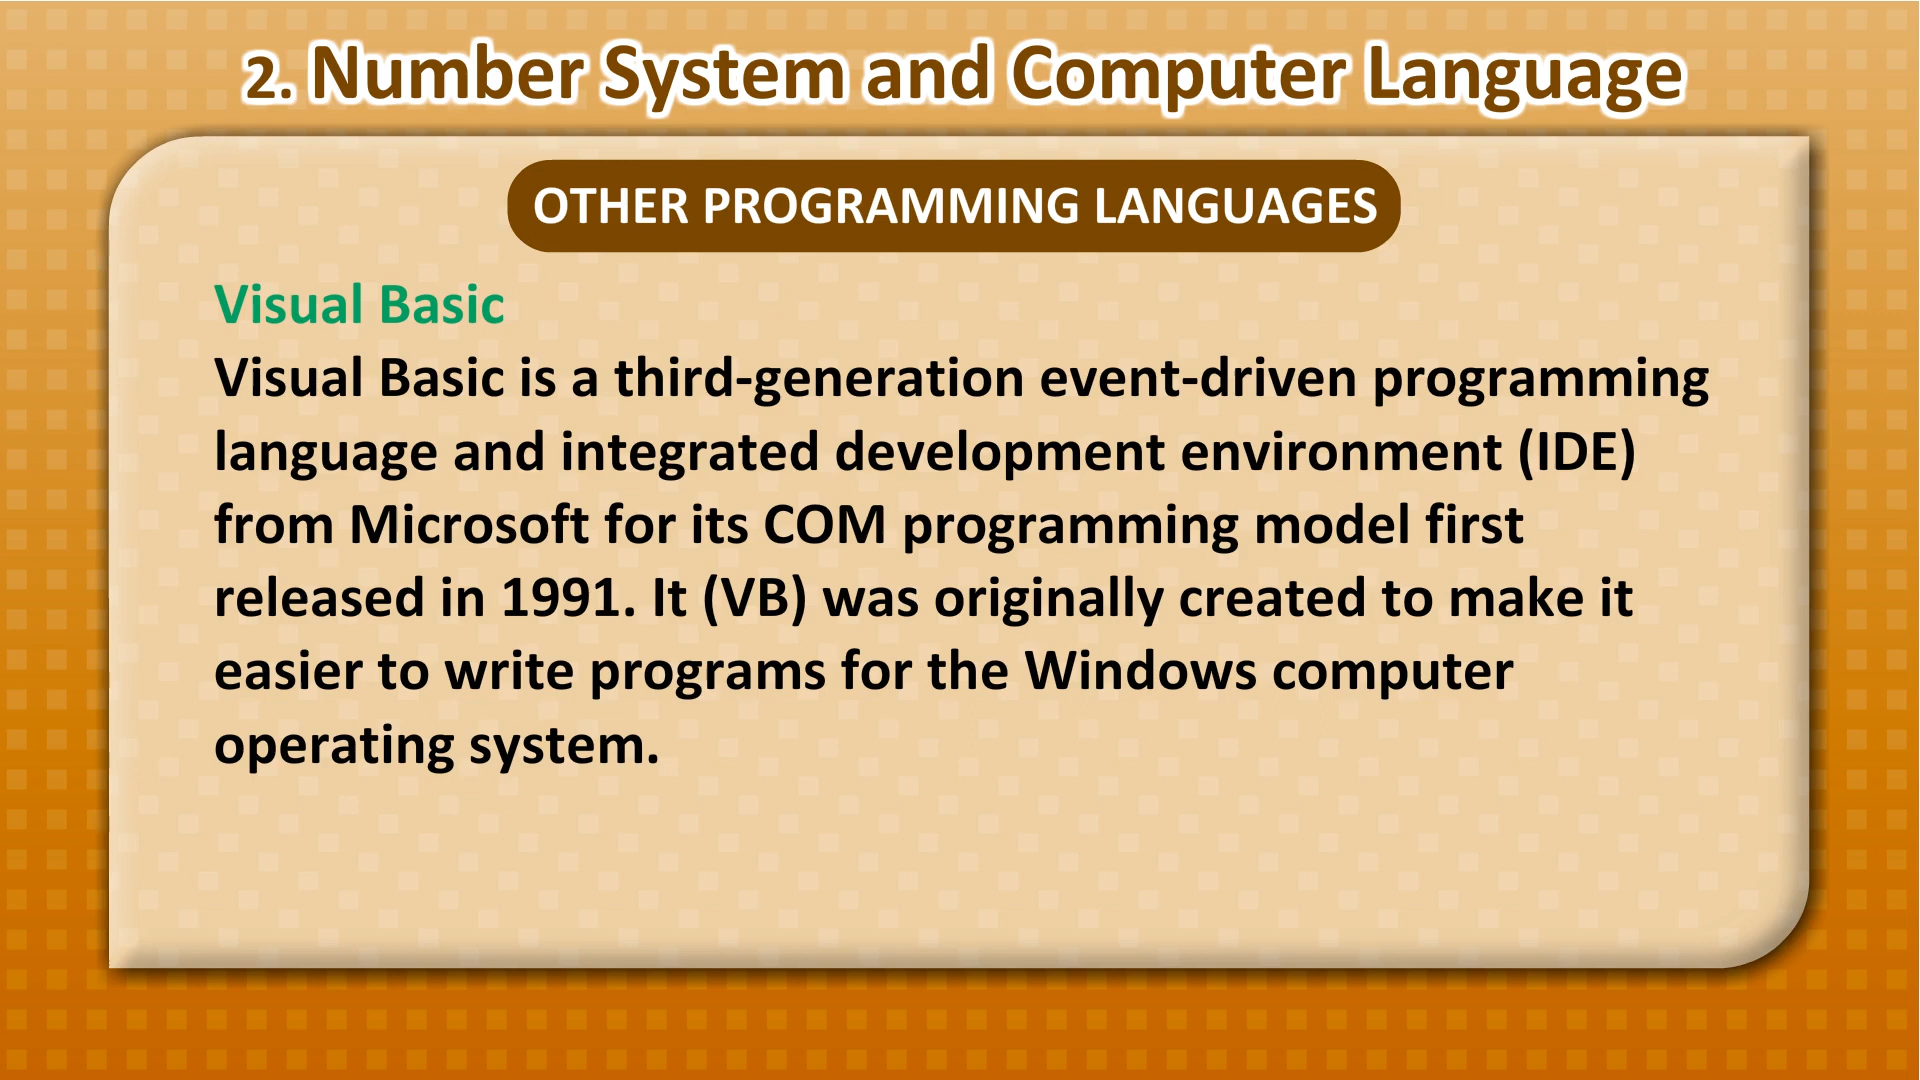 2. Number System and Computer Language
OTHER PROGRAMMING LANGUAGES
Visual Basic
Visual Basic is a third-generation event-driven programming
language and integrated development environment (IDE)
from Microsoft for its COM programming model first
released in 1991. It (VB) was originally created to make it
easier to write programs for the Windows computer
operating system.